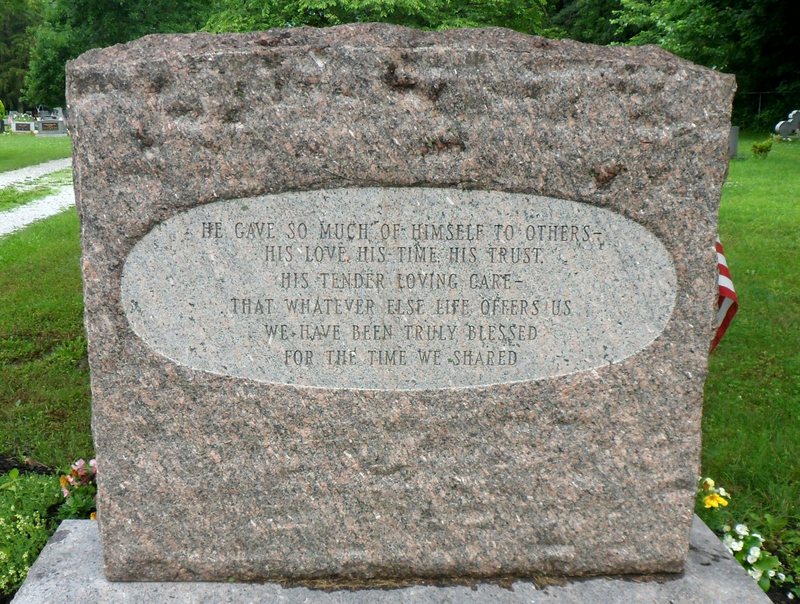 HE GAVE SO MUCH OF HIMSELF TO OTHERS—
HIS LOVE, HIS TIME, HIS TRUST,
HIS TENDER LOVING CARE—
THAT WHATEVER ELSE LIFE OFFERS US
WE HAVE BEEN TRULY BLESSED
FOR THE TIME WE SHARED